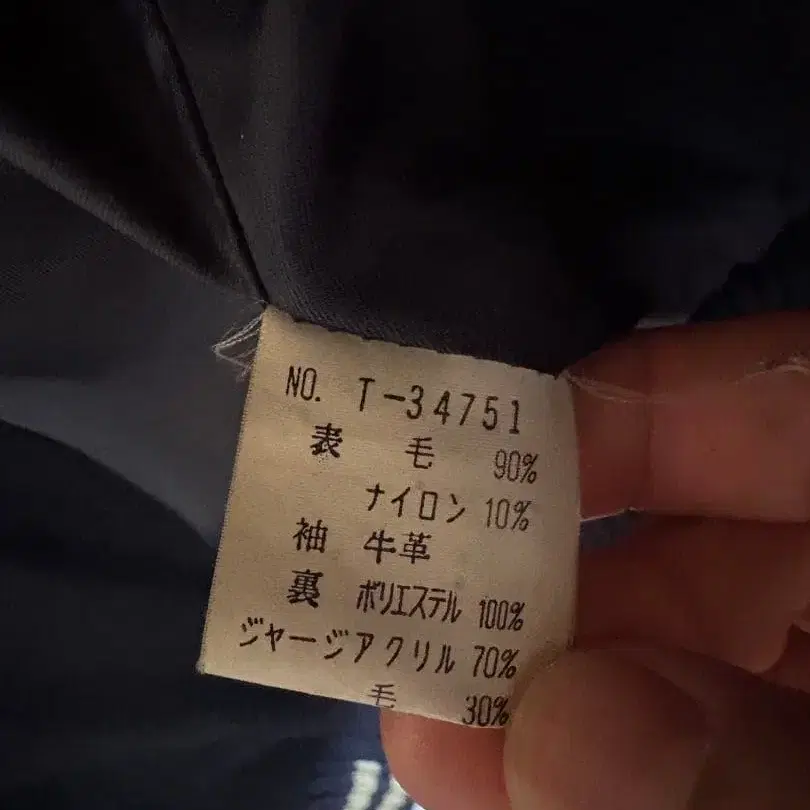 NO. T-34751
表 毛 90%
ナイロン 10%
袖 牛革
裏 ポリエステル 100%
ジャージアクリル 70%
毛 30%